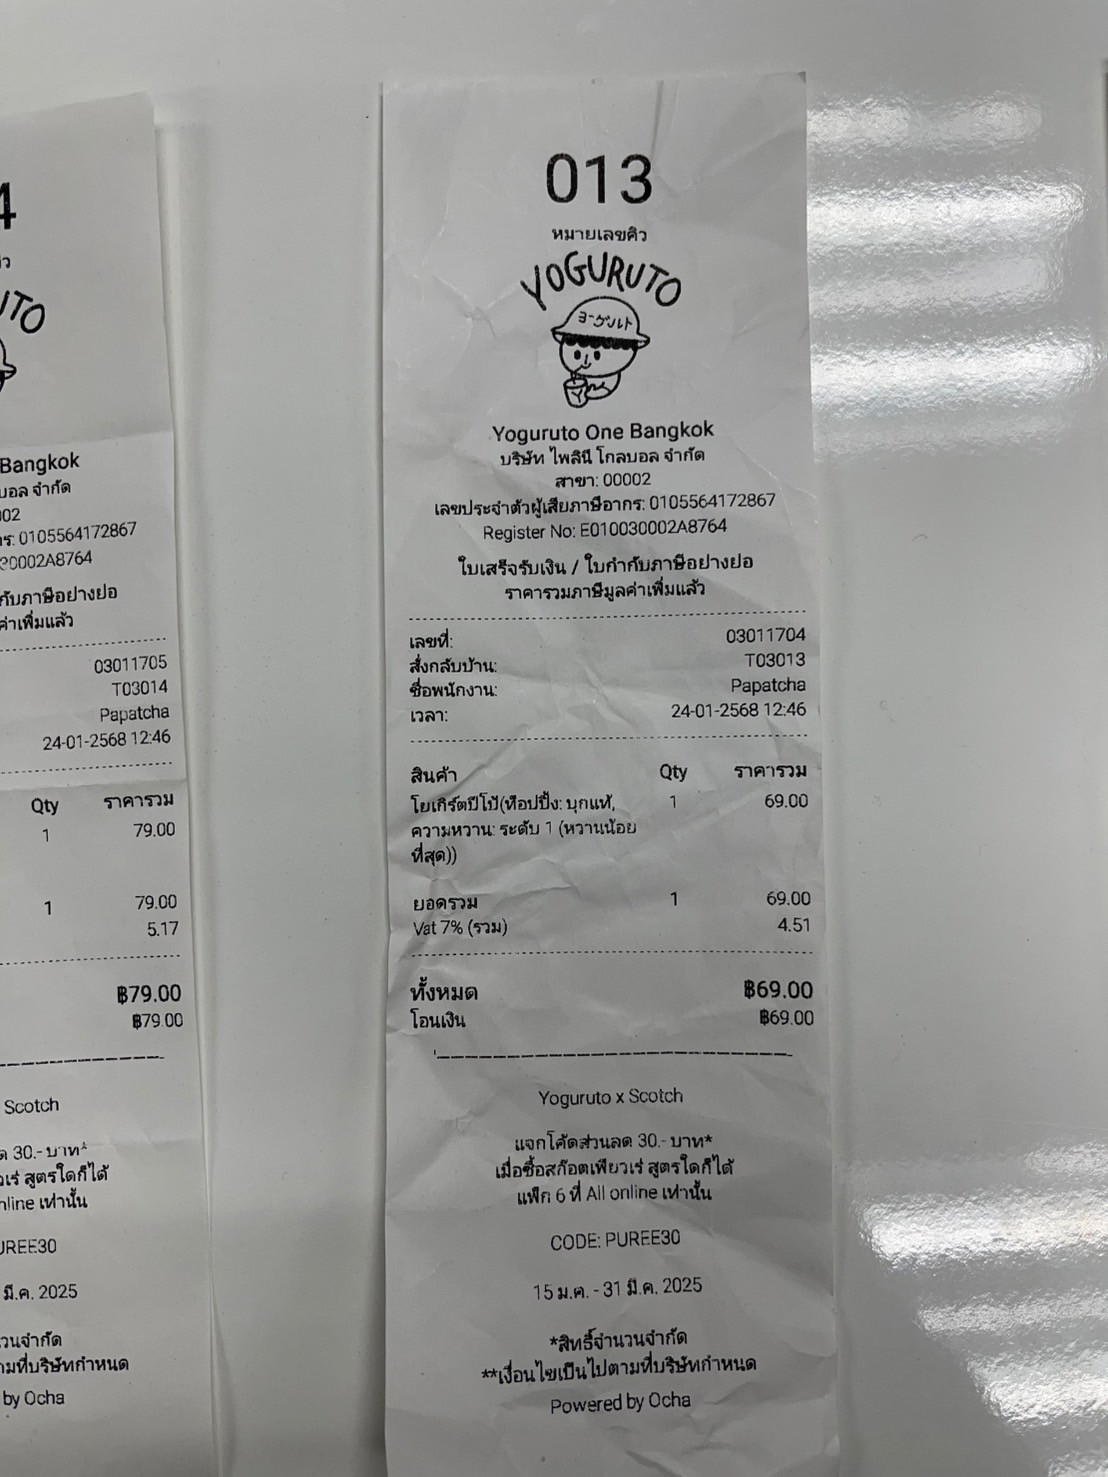 4
TO
Bangkok
บอล จำกัด
002
าร: 0105564172867
30002A8764
กับภาษีอย่างย่อ
ค่าเพิ่มแล้ว
03011705
T03014
Papatcha
24-01-2568 12:46
Qty ราคารวม
1 79.00
1 79.00
5.17
฿79.00
฿79.00
Scotch
ด 30.- บาท*
วเร่ สูตรใดก็ได้
nline เท่านั้น
UREE30
มี.ค. 2025
วนจำกัด
ามที่บริษัทกำหนด
by Ocha
013
หมายเลขคิว
YOGURUTO
ヨーグルト
Yoguruto One Bangkok
บริษัท ไพลินี โกลบอล จำกัด
สาขา: 00002
เลขประจำตัวผู้เสียภาษีอากร: 0105564172867
Register No: E010030002A8764
ใบเสร็จรับเงิน / ใบกำกับภาษีอย่างย่อ
ราคารวมภาษีมูลค่าเพิ่มแล้ว
เลขที่: 03011704
สั่งกลับบ้าน: T03013
ชื่อพนักงาน: Papatcha
เวลา: 24-01-2568 12:46
สินค้า Qty ราคารวม
โยเกิร์ตปีโป้(ท็อปปิ้ง: บุกแท้, 1 69.00
ความหวาน: ระดับ 1 (หวานน้อย
ที่สุด))
ยอดรวม 1 69.00
Vat 7% (รวม) 4.51
ทั้งหมด ฿69.00
โอนเงิน ฿69.00
Yoguruto x Scotch
แจกโค้ดส่วนลด 30.- บาท*
เมื่อซื้อสก๊อตเพียวเร่ สูตรใดก็ได้
แพ็ก 6 ที่ All online เท่านั้น
CODE: PUREE30
15 ม.ค. - 31 มี.ค. 2025
*สิทธิ์จำนวนจำกัด
**เงื่อนไขเป็นไปตามที่บริษัทกำหนด
Powered by Ocha